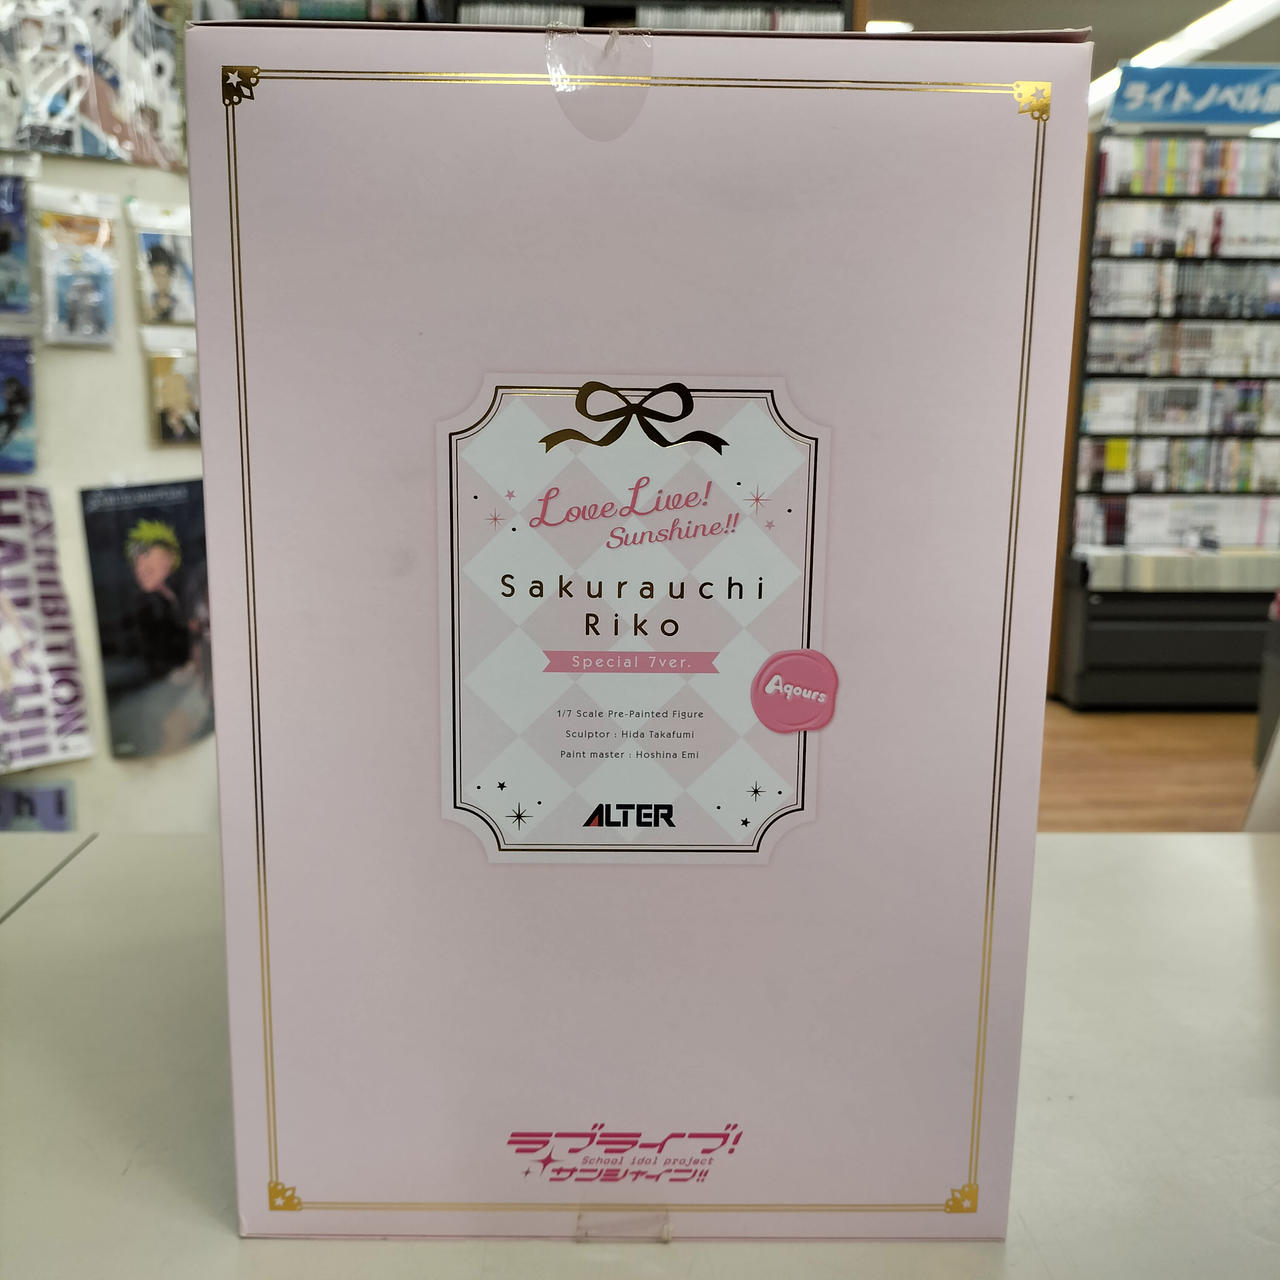 ライトノベル
Love Live!
Sunshine!!
Sakurauchi
Riko
Special 7ver.
Aqours
1/7 Scale Pre-Painted Figure
Sculptor : Hida Takafumi
Paint master : Hoshina Emi
ALTER
ラブライブ!
School idol project
サンシャイン!!
EXHIBITION